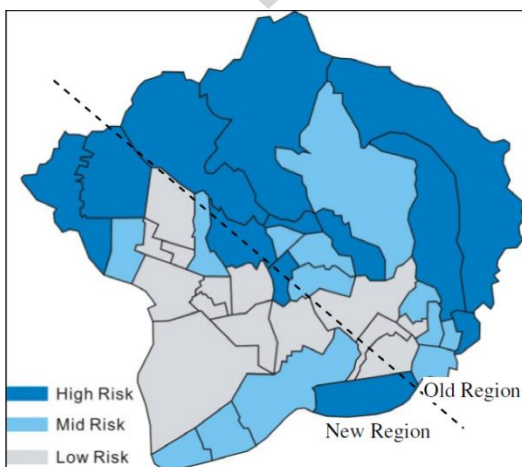 High Risk
Mid Risk
Low Risk
Old Region
New Region